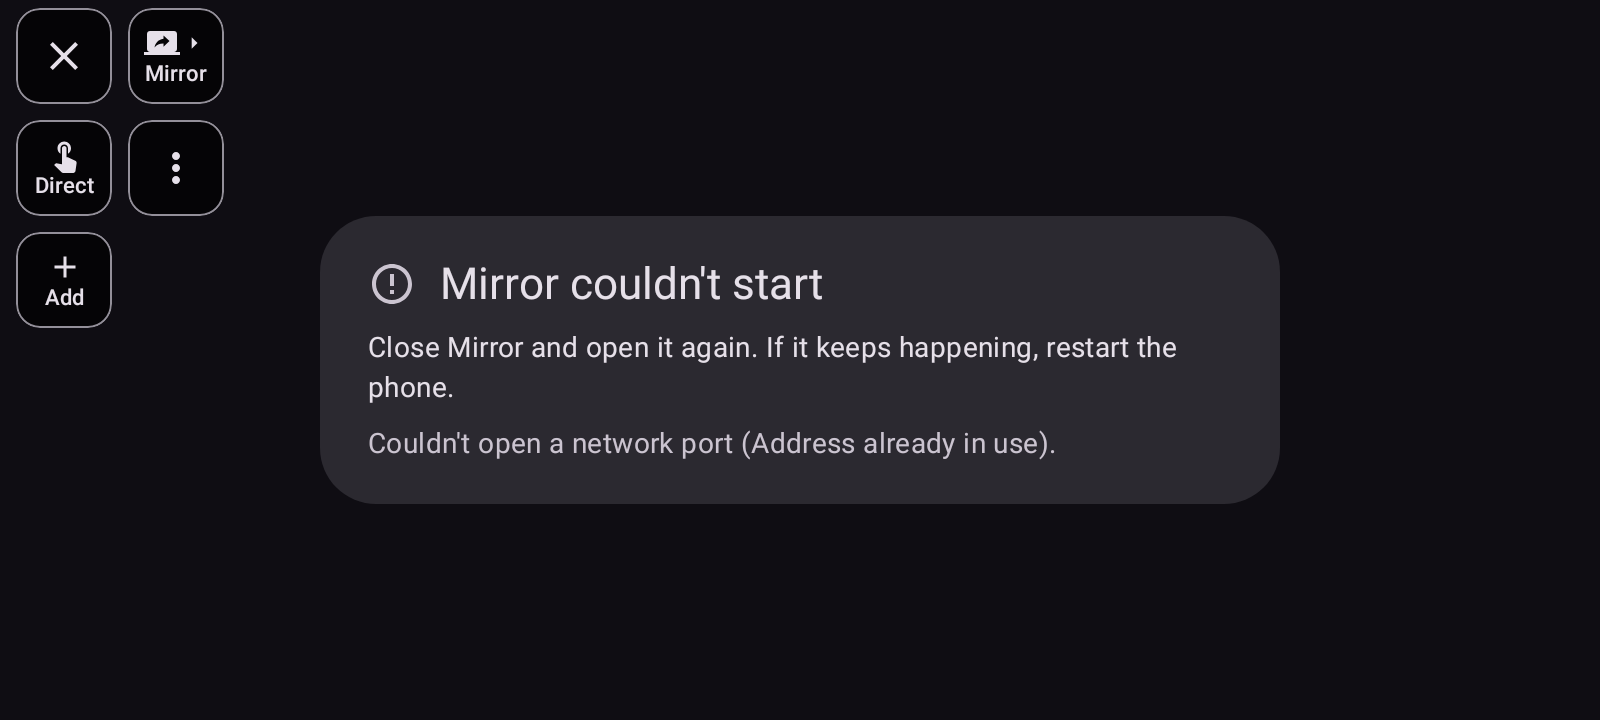 Mirror
Direct
Add
Mirror couldn't start
Close Mirror and open it again. If it keeps happening, restart the
phone.
Couldn't open a network port (Address already in use).